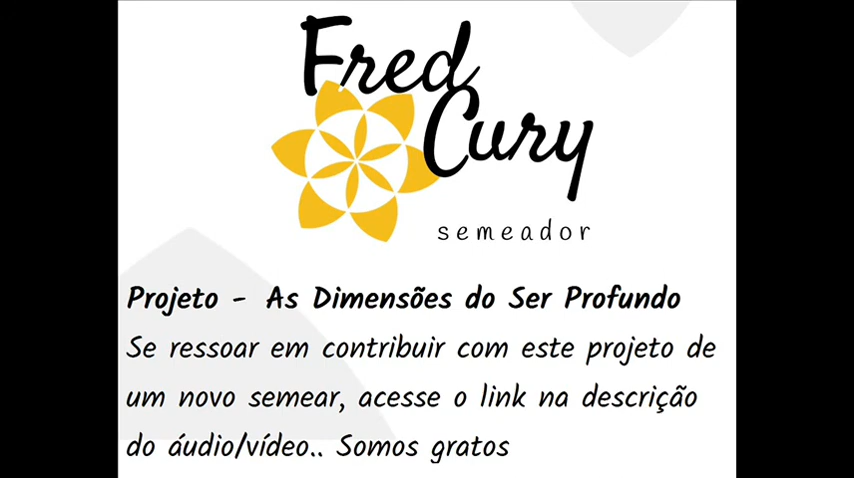 Fred
Cury
semeador
Projeto - As Dimensões do Ser Profundo
Se ressoar em contribuir com este projeto de
um novo semear, acesse o link na descrição
do áudio/vídeo.. Somos gratos